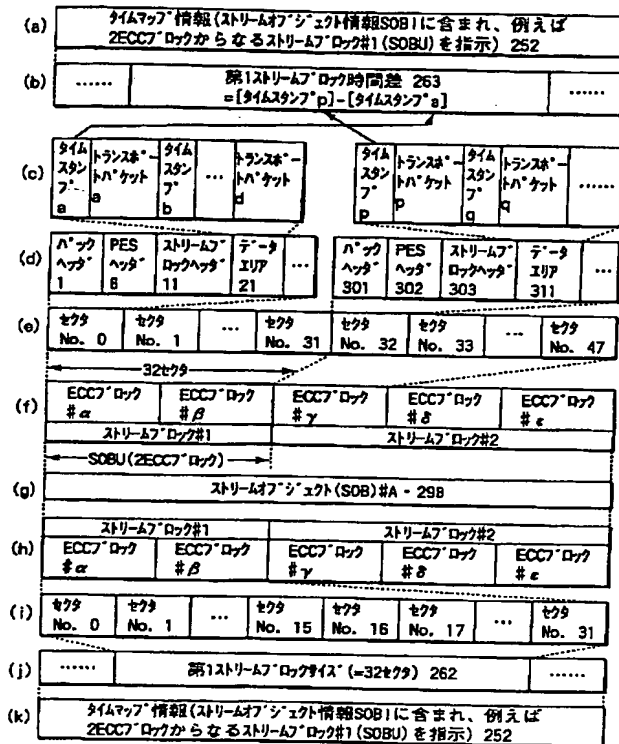 (a) タイムマップ情報(ストリームオブジェクト情報SOBIに含まれ、例えば
2ECCブロックからなるストリームブロック#1(SOBU)を指示) 252
(b) ‥‥‥ 第1ストリームブロック時間差 263 ‥‥‥
=[タイムスタンプp]-[タイムスタンプa]
(c) タイムスタンプa トランスポートパケットa タイムスタンプb … トランスポートパケットd タイムスタンプp トランスポートパケットp タイムスタンプq トランスポートパケットq ‥‥‥
(d) パックヘッダ1 PESヘッダ6 ストリームブロックヘッダ11 データエリア21 … パックヘッダ301 PESヘッダ302 ストリームブロックヘッダ303 データエリア311 …
(e) セクタNo. 0 セクタNo. 1 … セクタNo. 31 セクタNo. 32 セクタNo. 33 … セクタNo. 47
32セクタ
(f) ECCブロック#α ECCブロック#β ECCブロック#γ ECCブロック#δ ECCブロック#ε
ストリームブロック#1 ストリームブロック#2
SOBU(2ECCブロック)
(g) ストリームオブジェクト(SOB)#A・298
ストリームブロック#1 ストリームブロック#2
(h) ECCブロック#α ECCブロック#β ECCブロック#γ ECCブロック#δ ECCブロック#ε
(i) セクタNo. 0 セクタNo. 1 … セクタNo. 15 セクタNo. 16 セクタNo. 17 … セクタNo. 31
(j) ‥‥‥ 第1ストリームブロックサイズ(=32セクタ) 262 ‥‥‥
(k) タイムマップ情報(ストリームオブジェクト情報SOBIに含まれ、例えば
2ECCブロックからなるストリームブロック#1(SOBU)を指示) 252